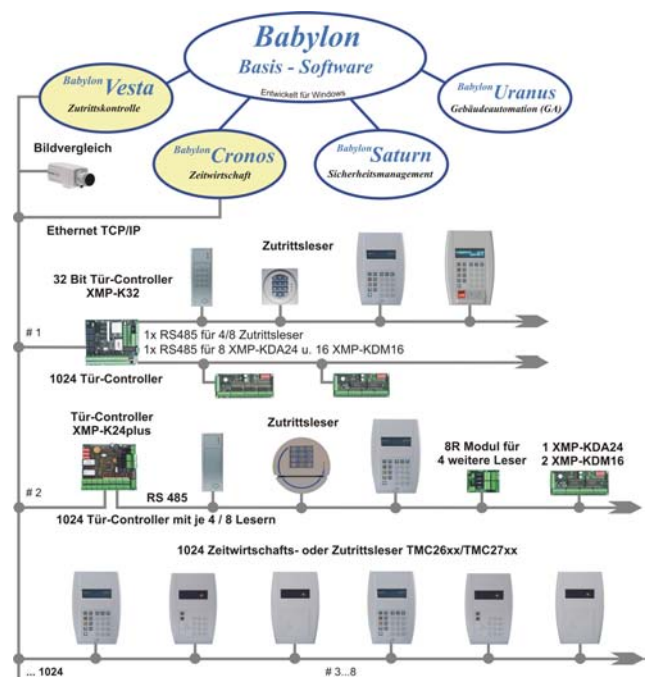 Babylon
Basis - Software
Entwickelt für Windows
Babylon Vesta
Zutrittskontrolle
Babylon Uranus
Gebäudeautomation (GA)
Bildvergleich
Babylon Cronos
Zeitwirtschaft
Babylon Saturn
Sicherheitsmanagement
Ethernet TCP/IP
Zutrittsleser
32 Bit Tür-Controller
XMP-K32
# 1
1x RS485 für 4/8 Zutrittsleser
1x RS485 für 8 XMP-KDA24 u. 16 XMP-KDM16
1024 Tür-Controller
Tür-Controller
XMP-K24plus
Zutrittsleser
8R Modul für
4 weitere Leser
1 XMP-KDA24
2 XMP-KDM16
RS 485
# 2
1024 Tür-Controller mit je 4 / 8 Lesern
1024 Zeitwirtschafts- oder Zutrittsleser TMC26xx/TMC27xx
... 1024
# 3...8